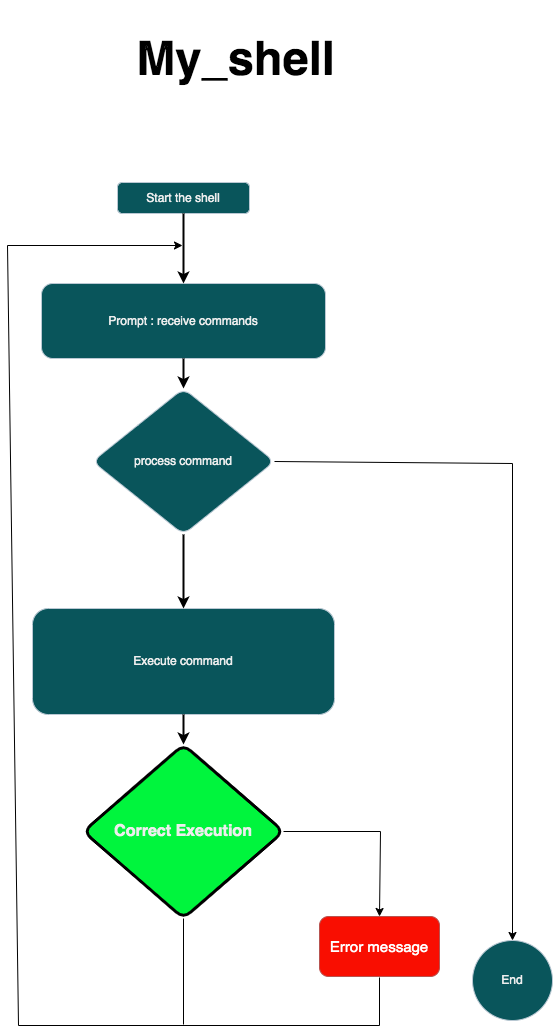 My_shell
Start the shell
Prompt : receive commands
process command
Execute command
Correct Execution
Error message
End